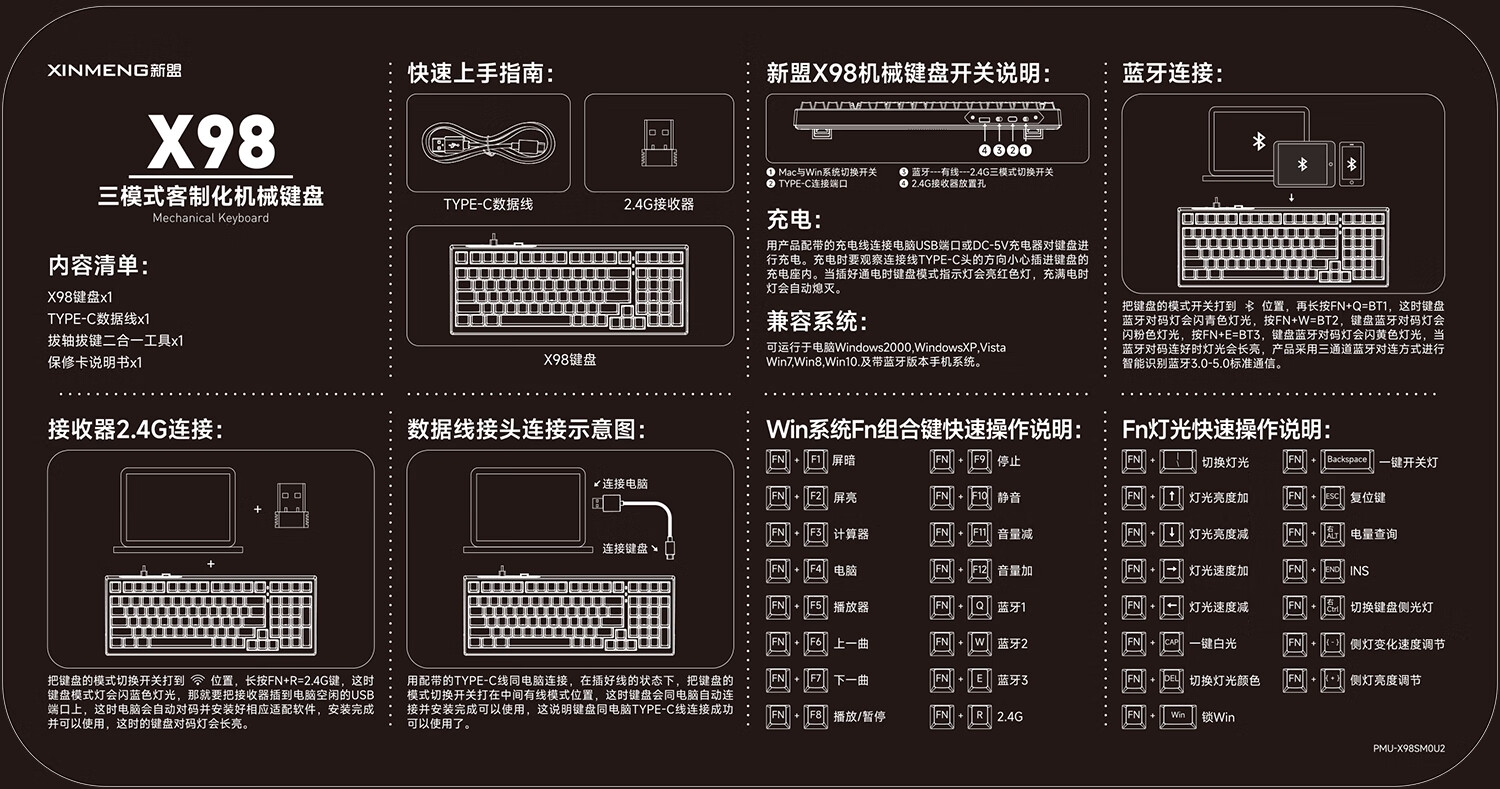 XINMENG新盟
X98
三模式客制化机械键盘
Mechanical Keyboard
内容清单：
X98键盘x1
TYPE-C数据线x1
拔轴拔键二合一工具x1
保修卡说明书x1
快速上手指南：
TYPE-C数据线
2.4G接收器
X98键盘
新盟X98机械键盘开关说明：
4 3 2 1
1 Mac与Win系统切换开关
2 TYPE-C连接端口
3 蓝牙---有线---2.4G三模式切换开关
4 2.4G接收器放置孔
充电：
用产品配带的充电线连接电脑USB端口或DC-5V充电器对键盘进
行充电。充电时要观察连接线TYPE-C头的方向小心插进键盘的
充电座内。当插好通电时键盘模式指示灯会亮红色灯，充满电时
灯会自动熄灭。
兼容系统：
可运行于电脑Windows2000,WindowsXP,Vista
Win7,Win8,Win10.及带蓝牙版本手机系统。
蓝牙连接：
把键盘的模式开关打到 位置，再长按FN+Q=BT1，这时键盘
蓝牙对码灯会闪青色灯光，按FN+W=BT2，键盘蓝牙对码灯会
闪粉色灯光，按FN+E=BT3，键盘蓝牙对码灯会闪黄色灯光，当
蓝牙对码连好时灯光会长亮，产品采用三通道蓝牙对连方式进行
智能识别蓝牙3.0-5.0标准通信。
接收器2.4G连接：
+
+
把键盘的模式切换开关打到 位置，长按FN+R=2.4G键，这时
键盘模式灯会闪蓝色灯光，那就要把接收器插到电脑空闲的USB
端口上，这时电脑会自动对码并安装好相应适配软件，安装完成
并可以使用，这时的键盘对码灯会长亮。
数据线接头连接示意图：
连接电脑
连接键盘
用配带的TYPE-C线同电脑连接，在插好线的状态下，把键盘的
模式切换开关打在中间有线模式位置，这时键盘会同电脑自动连
接并安装完成可以使用，这说明键盘同电脑TYPE-C线连接成功
可以使用了。
Win系统Fn组合键快速操作说明：
FN + F1 屏暗
FN + F2 屏亮
FN + F3 计算器
FN + F4 电脑
FN + F5 播放器
FN + F6 上一曲
FN + F7 下一曲
FN + F8 播放/暂停
FN + F9 停止
FN + F10 静音
FN + F11 音量减
FN + F12 音量加
FN + Q 蓝牙1
FN + W 蓝牙2
FN + E 蓝牙3
FN + R 2.4G
Fn灯光快速操作说明：
FN + \ 切换灯光
FN + ↑ 灯光亮度加
FN + ↓ 灯光亮度减
FN + → 灯光速度加
FN + ← 灯光速度减
FN + CAP 一键白光
FN + DEL 切换灯光颜色
FN + Win 锁Win
FN + Backspace 一键开关灯
FN + ESC 复位键
FN + 右ALT 电量查询
FN + END INS
FN + 右Ctrl 切换键盘侧光灯
FN + (-) 侧灯变化速度调节
FN + (+) 侧灯亮度调节
PMU-X98SM0U2